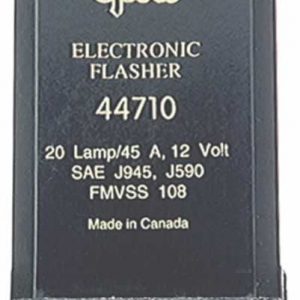 ELECTRONIC
FLASHER
44710
20 Lamp/45 A, 12 Volt
SAE J945, J590
FMVSS 108
Made in Canada